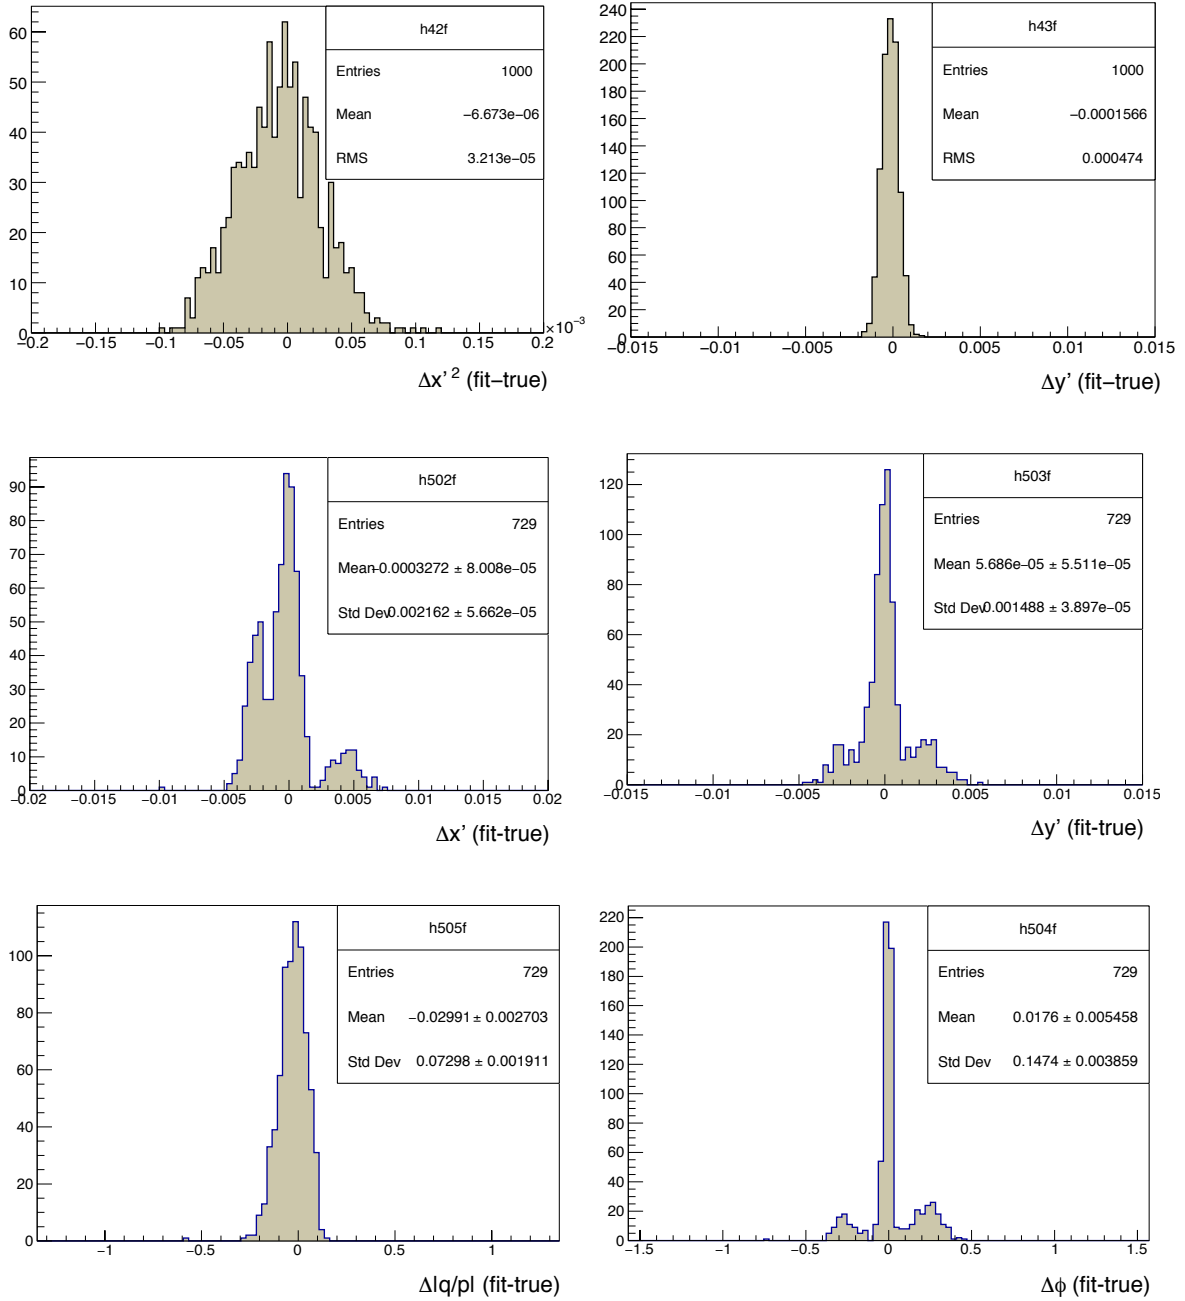 h42f
Entries 1000
Mean −6.673e−06
RMS 3.213e−05
60
50
40
30
20
10
0
−0.2 −0.15 −0.1 −0.05 0 0.05 0.1 0.15 0.2
×10−3
Δx’ 2 (fit−true)
h43f
Entries 1000
Mean −0.0001566
RMS 0.000474
240
220
200
180
160
140
120
100
80
60
40
20
0
−0.015 −0.01 −0.005 0 0.005 0.01 0.015
Δy’ (fit−true)
h502f
Entries 729
Mean −0.0003272 ± 8.008e−05
Std Dev 0.002162 ± 5.662e−05
90
80
70
60
50
40
30
20
10
0
−0.02 −0.015 −0.01 −0.005 0 0.005 0.01 0.015 0.02
Δx’ (fit-true)
h503f
Entries 729
Mean 5.686e−05 ± 5.511e−05
Std Dev 0.001488 ± 3.897e−05
120
100
80
60
40
20
0
−0.015 −0.01 −0.005 0 0.005 0.01 0.015
Δy’ (fit-true)
h505f
Entries 729
Mean −0.02991 ± 0.002703
Std Dev 0.07298 ± 0.001911
100
80
60
40
20
0
−1 −0.5 0 0.5 1
Δ|q/p| (fit-true)
h504f
Entries 729
Mean 0.0176 ± 0.005458
Std Dev 0.1474 ± 0.003859
220
200
180
160
140
120
100
80
60
40
20
0
−1.5 −1 −0.5 0 0.5 1 1.5
Δϕ (fit-true)